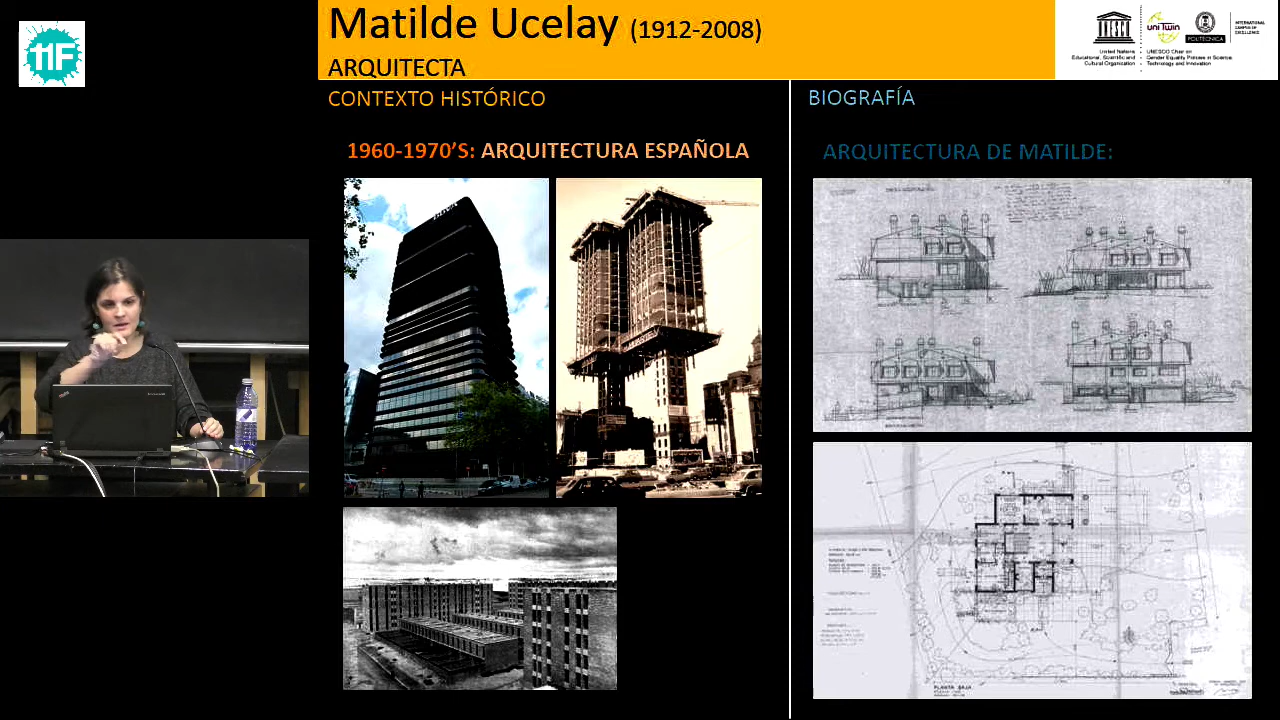 11F
Matilde Ucelay (1912-2008)
ARQUITECTA
United Nations
Educational, Scientific and
Cultural Organization
uni Twin
UNESCO Chair on
Gender Equality Policies in Science,
Technology and Innovation
POLITÉCNICA
INTERNATIONAL
CAMPUS OF
EXCELLENCE
CONTEXTO HISTÓRICO
1960-1970’S: ARQUITECTURA ESPAÑOLA
BIOGRAFÍA
ARQUITECTURA DE MATILDE:
PLANTA BAJA